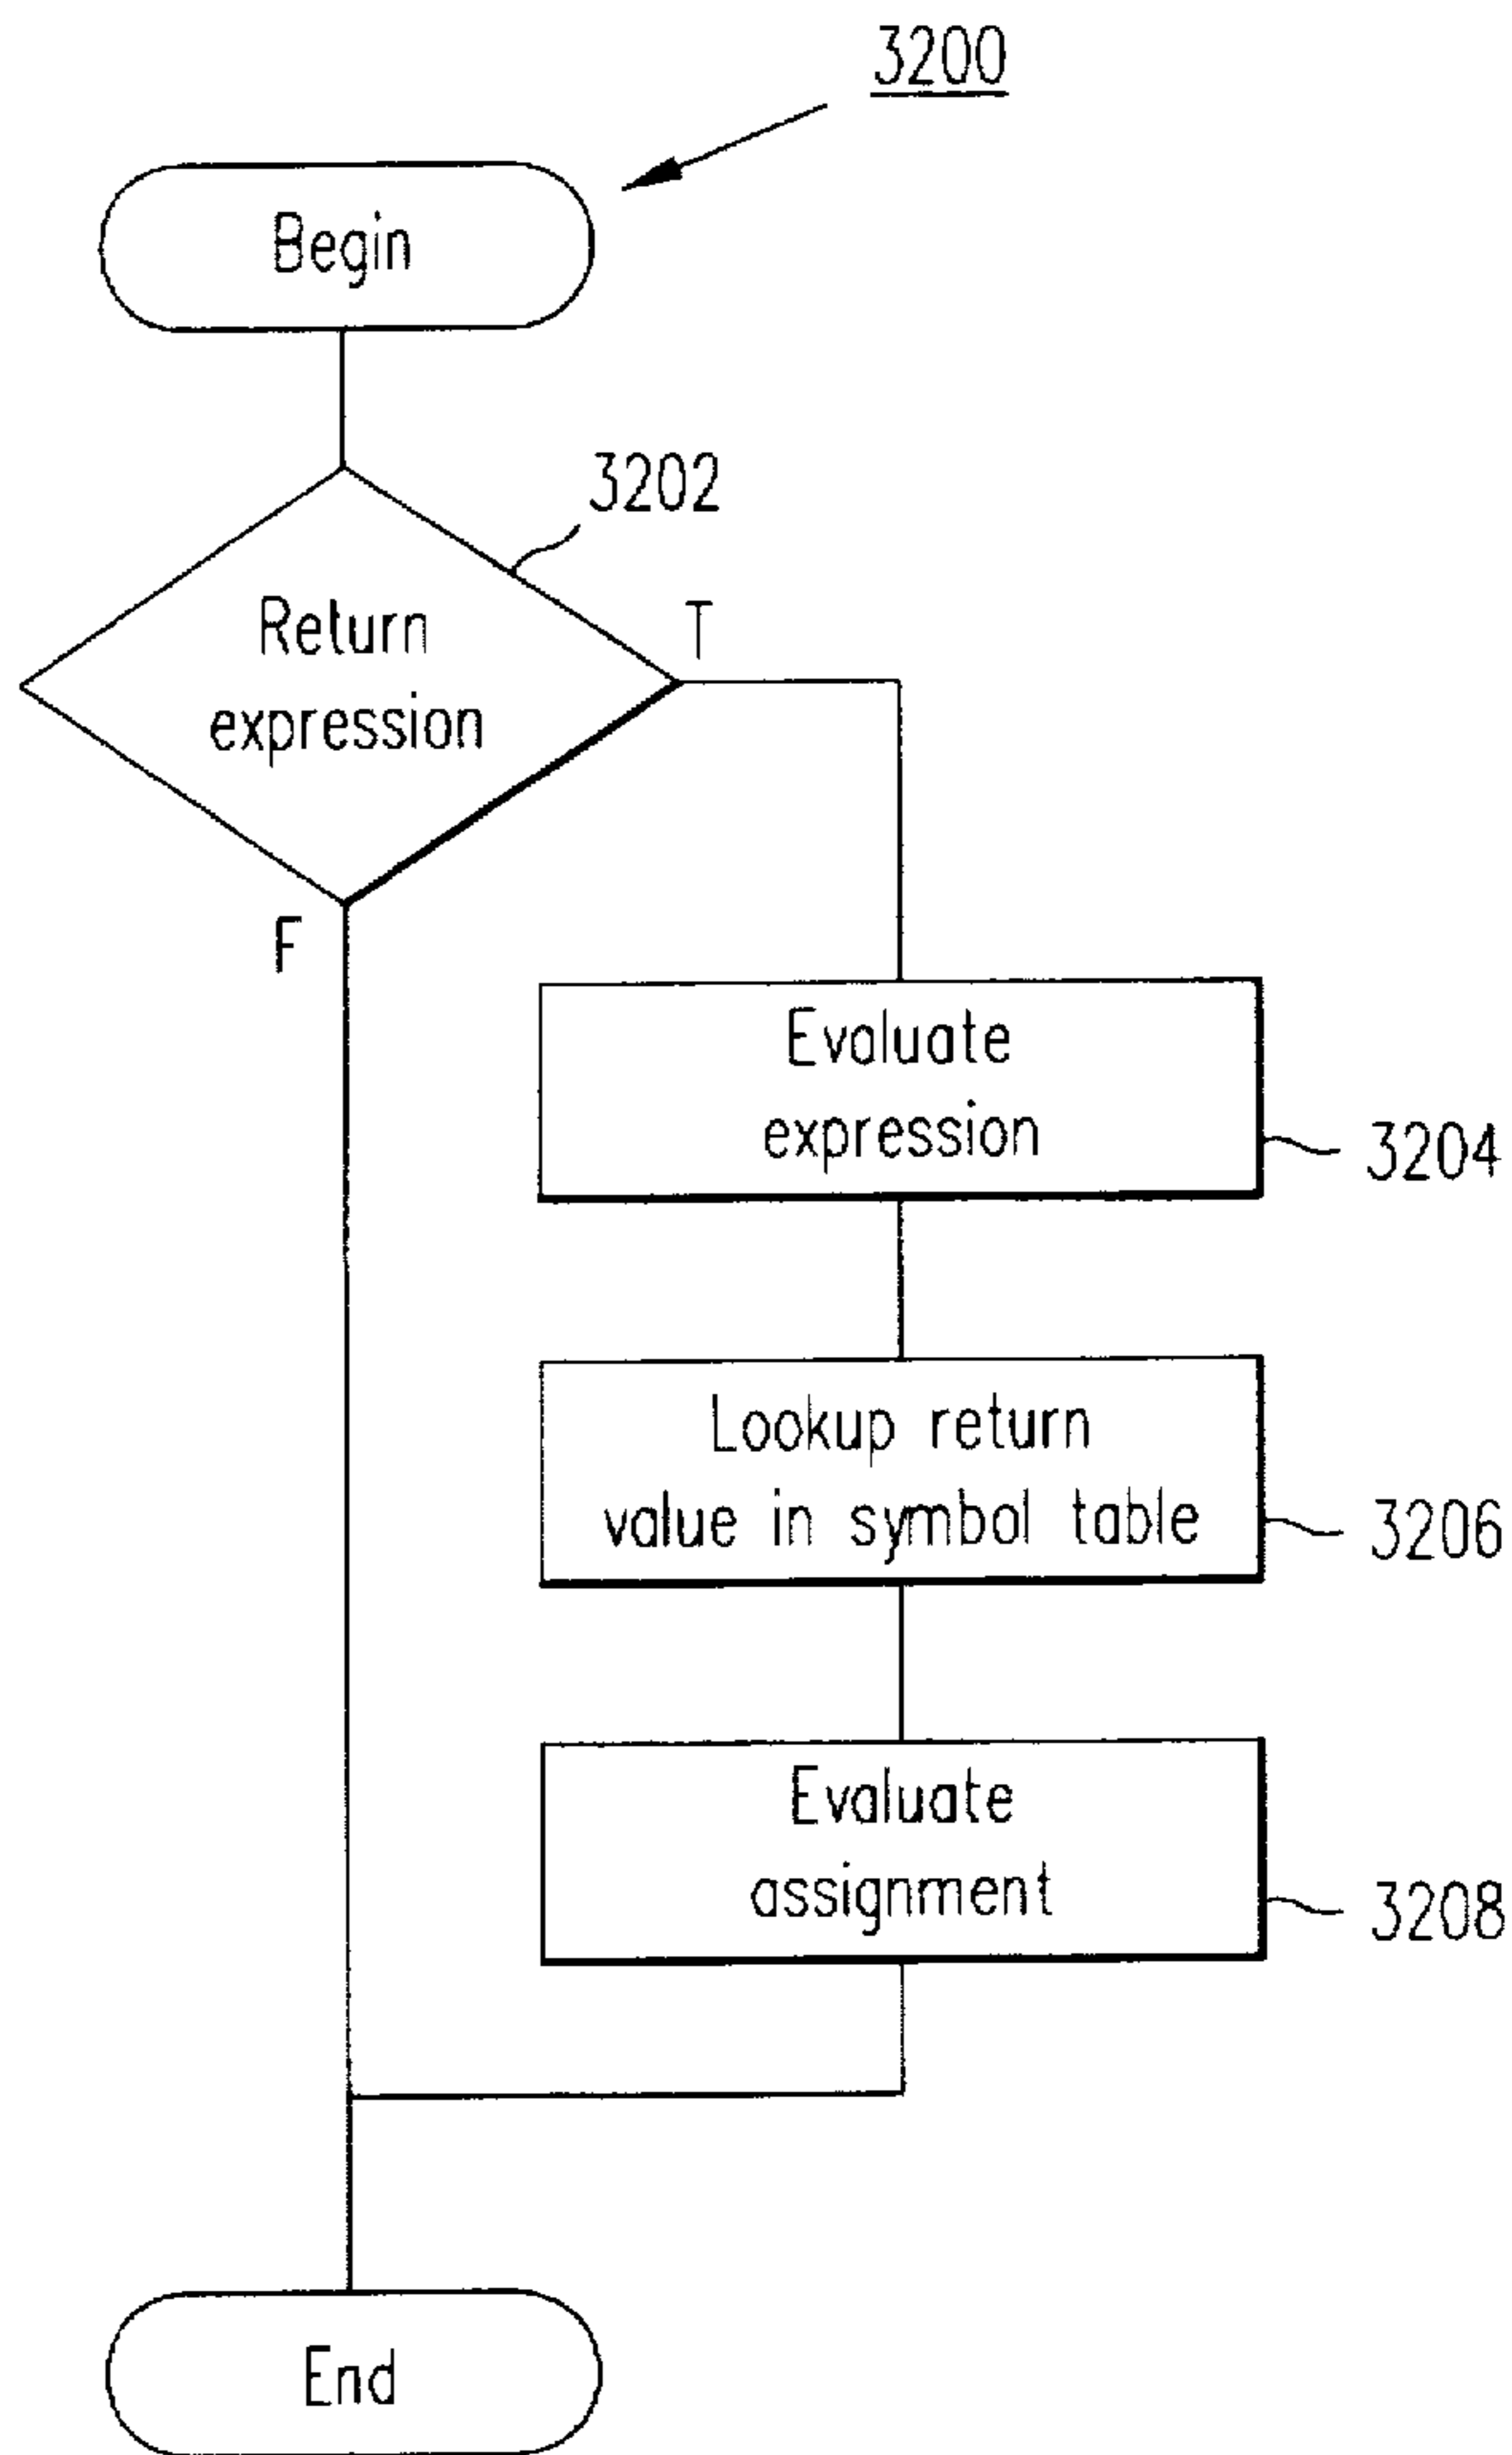 3200
Begin
3202
Return
expression
T
F
Evaluate
expression
3204
Lookup return
value in symbol table
3206
Evaluate
assignment
3208
End